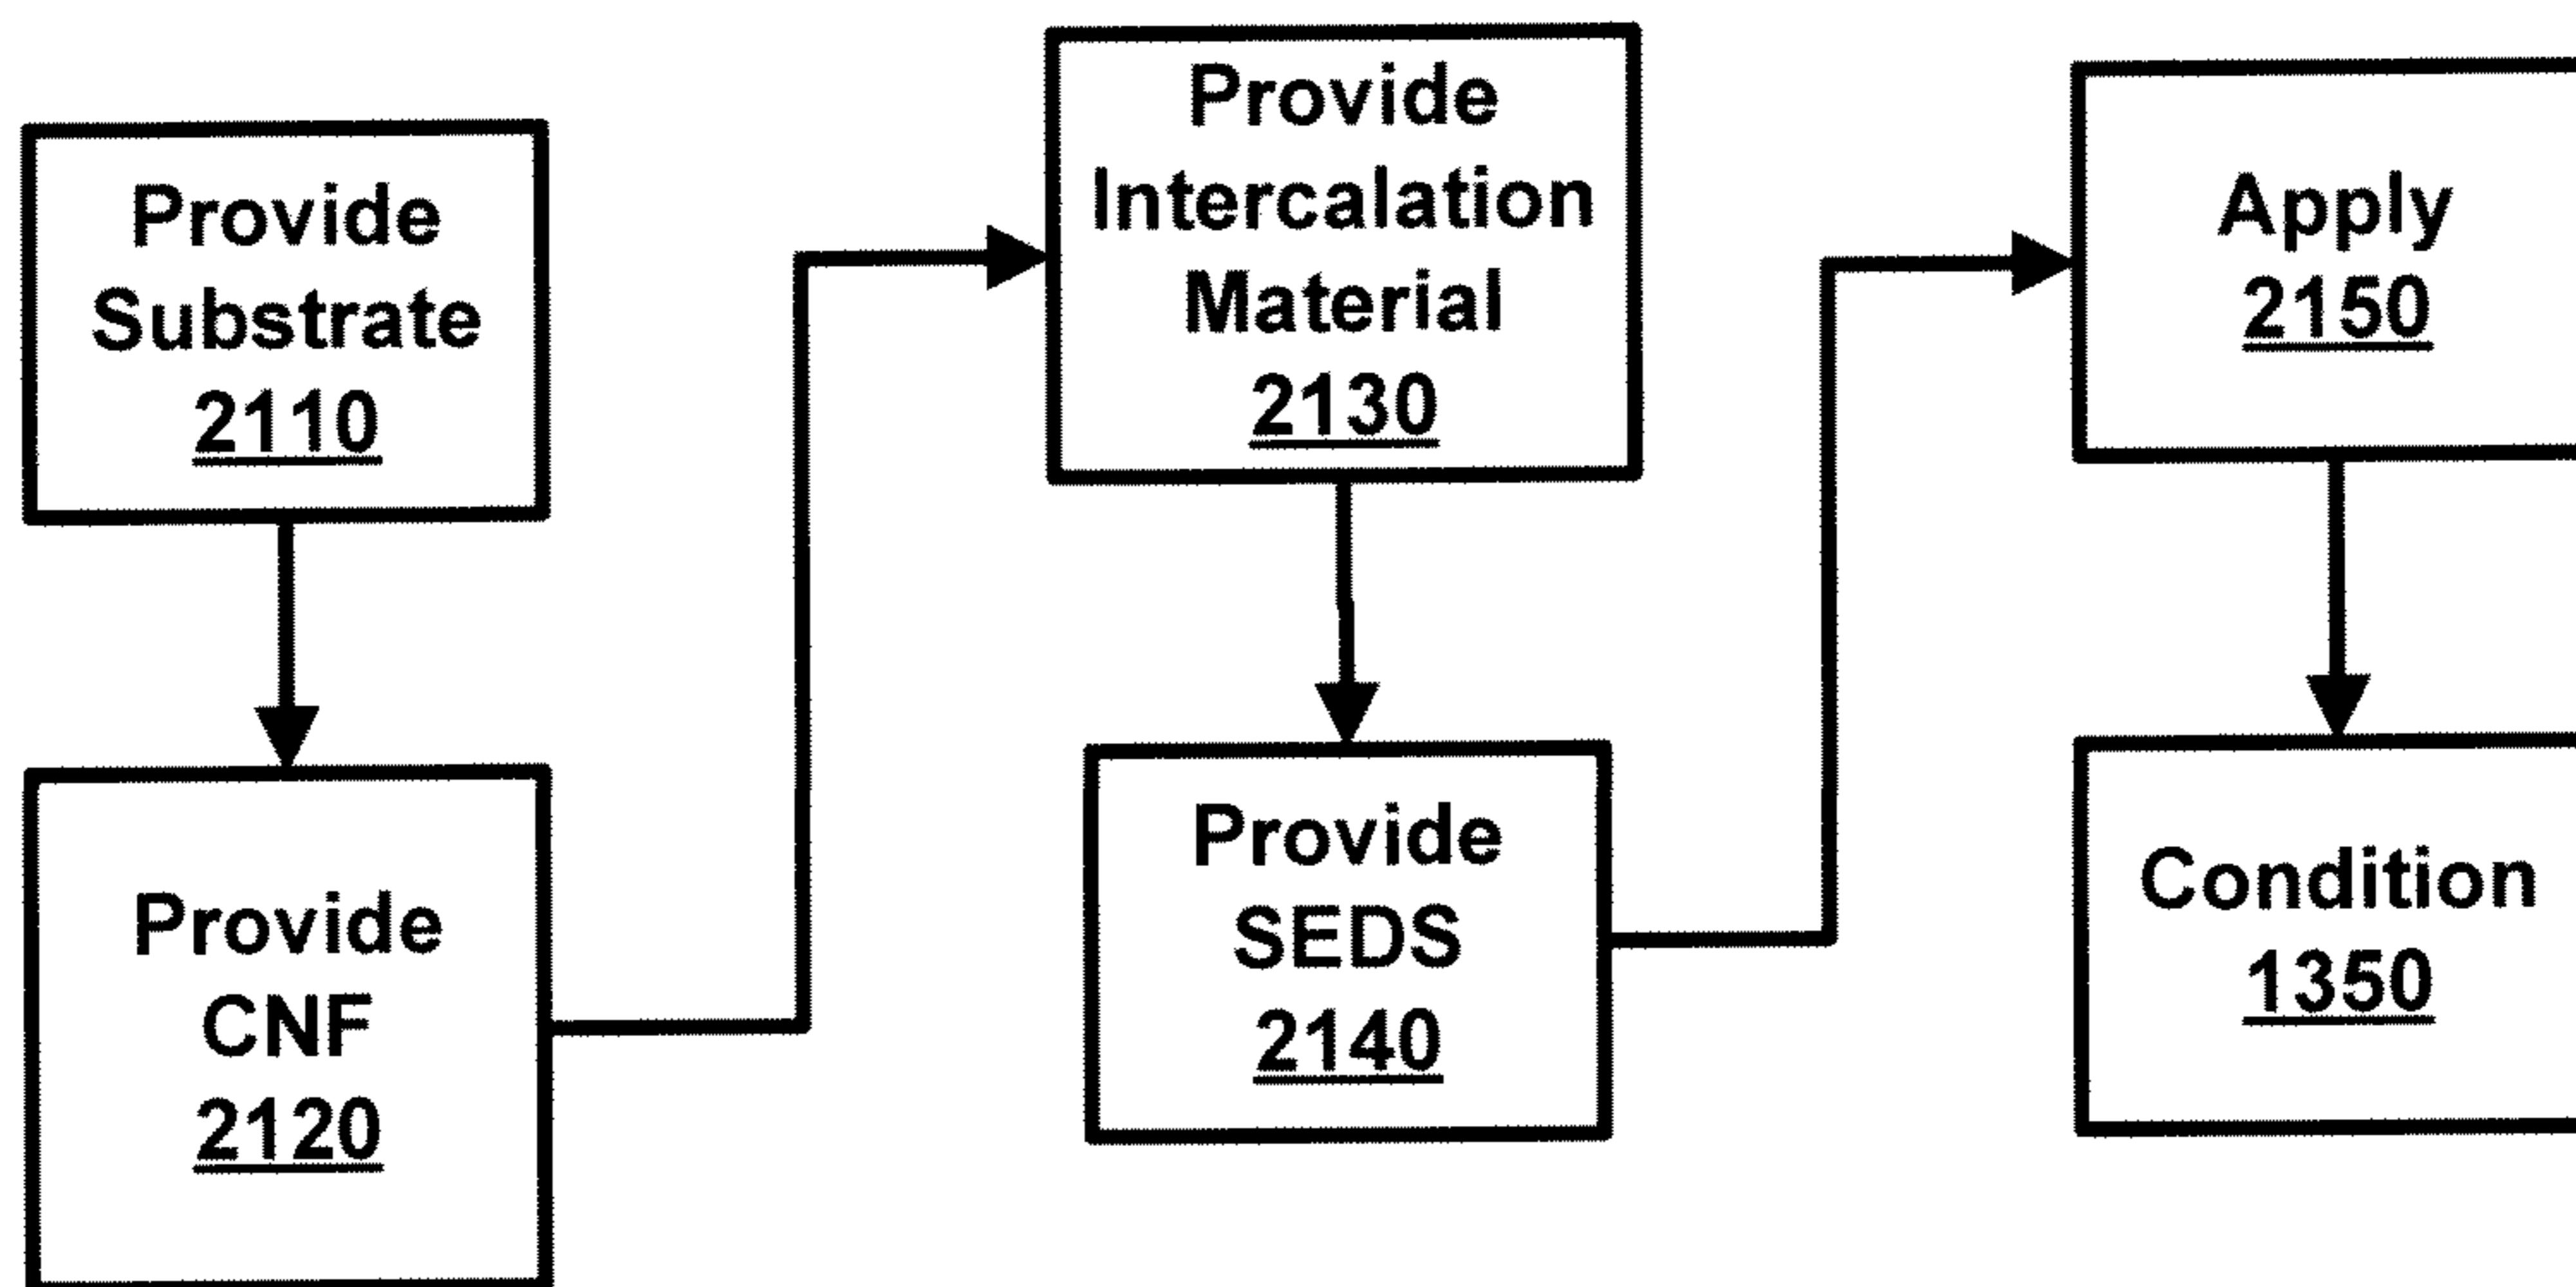 Provide
Substrate
2110
Provide
CNF
2120
Provide
Intercalation
Material
2130
Provide
SEDS
2140
Apply
2150
Condition
1350